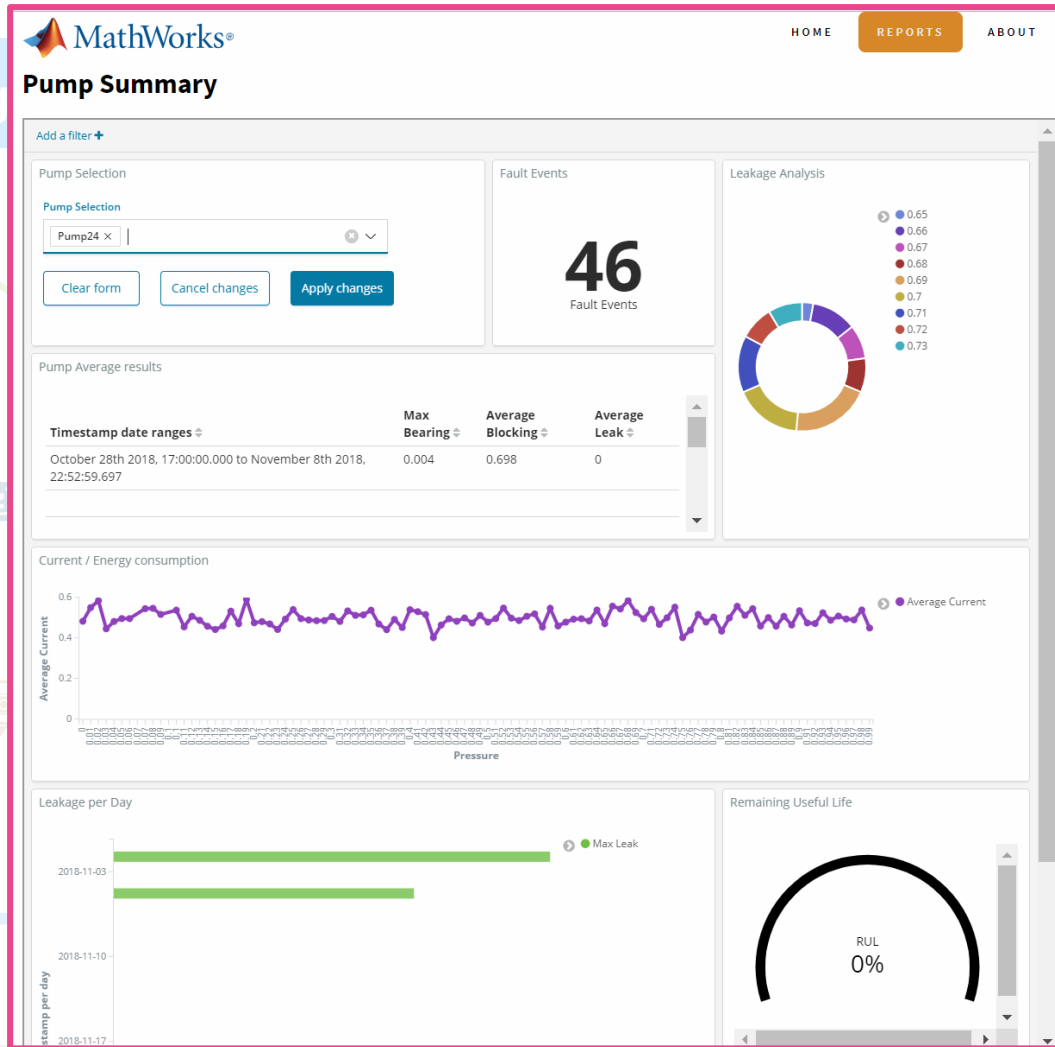 MathWorks®
HOME
REPORTS
ABOUT
Pump Summary
Add a filter +
Pump Selection
Pump Selection
Pump24 ×
Clear form
Cancel changes
Apply changes
Fault Events
46
Fault Events
Leakage Analysis
0.65
0.66
0.67
0.68
0.69
0.7
0.71
0.72
0.73
Pump Average results
Timestamp date ranges
Max Bearing
Average Blocking
Average Leak
October 28th 2018, 17:00:00.000 to November 8th 2018,
22:52:59.697
0.004
0.698
0
Current / Energy consumption
Average Current
0.6
0.4
0.2
0
Average Current
Pressure
Leakage per Day
Max Leak
2018-11-03
2018-11-10
2018-11-17
stamp per day
Remaining Useful Life
RUL
0%